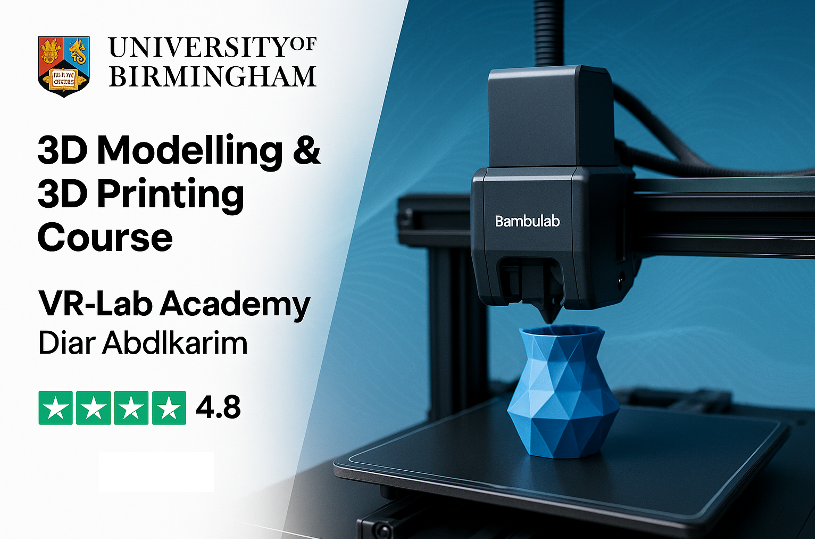 UNIVERSITY OF
BIRMINGHAM
3D Modelling &
3D Printing
Course
VR-Lab Academy
Diar Abdlkarim
4.8
Bambulab